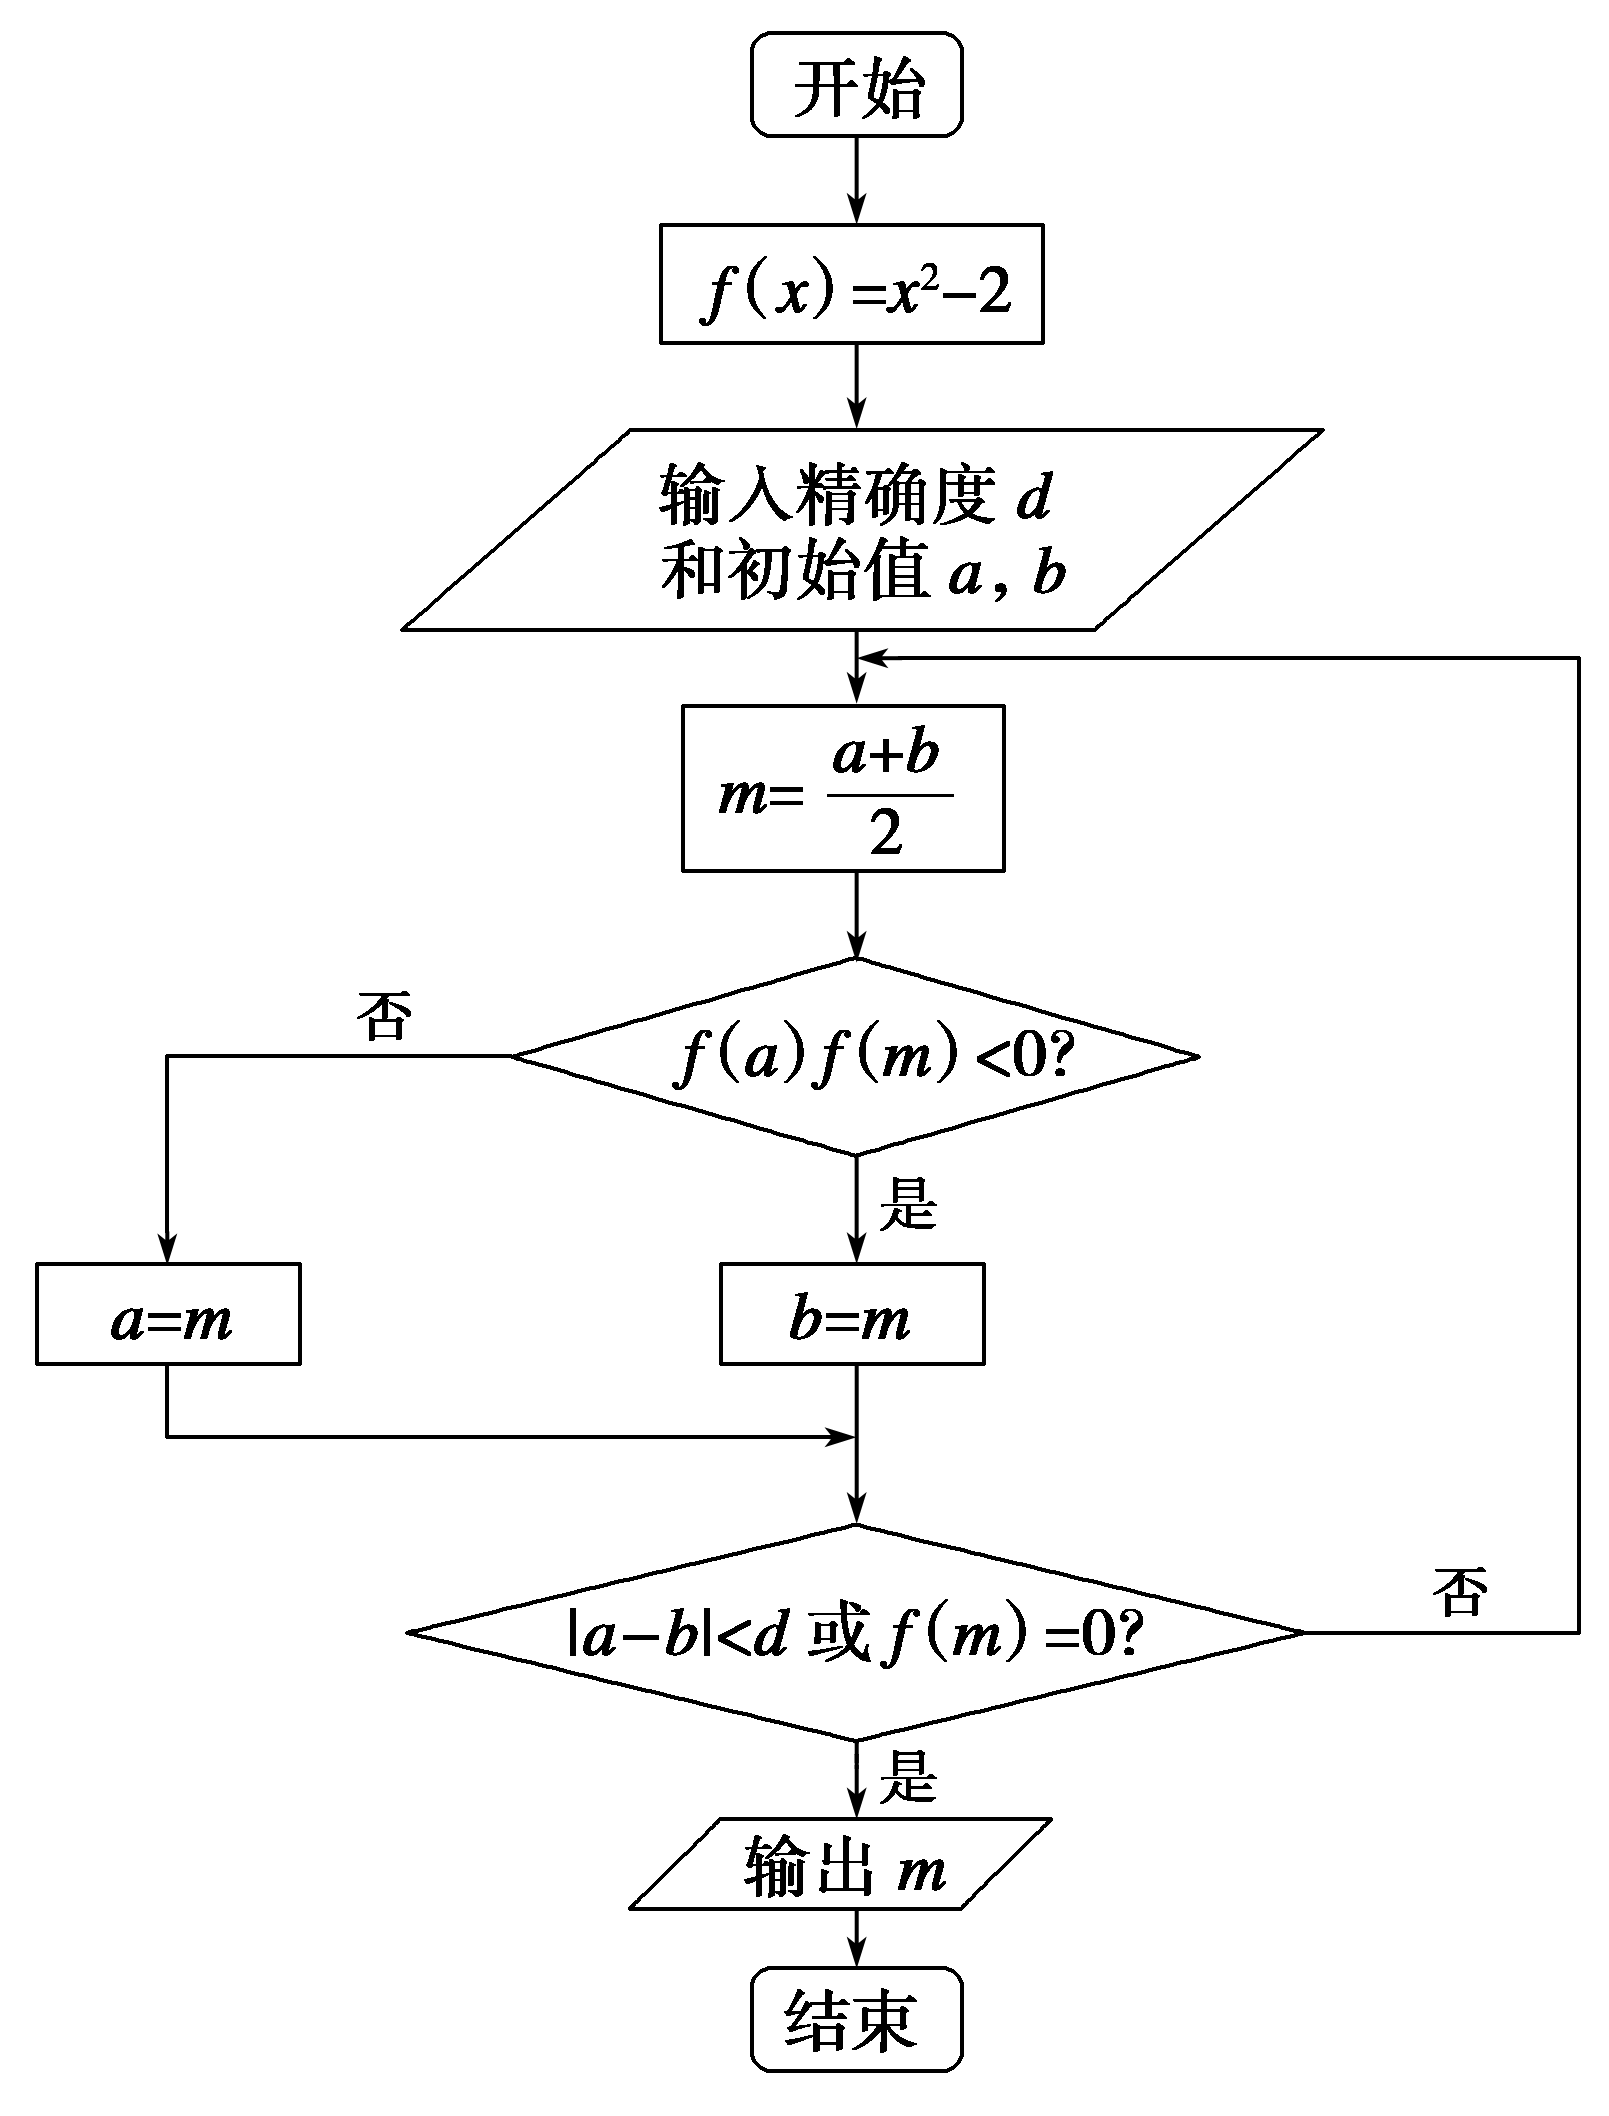 开始
f(x)=x²-2
输入精确度 d
和初始值 a, b
m= a+b
2
否
f(a)f(m)<0?
是
a=m
b=m
否
|a-b|<d 或 f(m)=0?
是
输出 m
结束